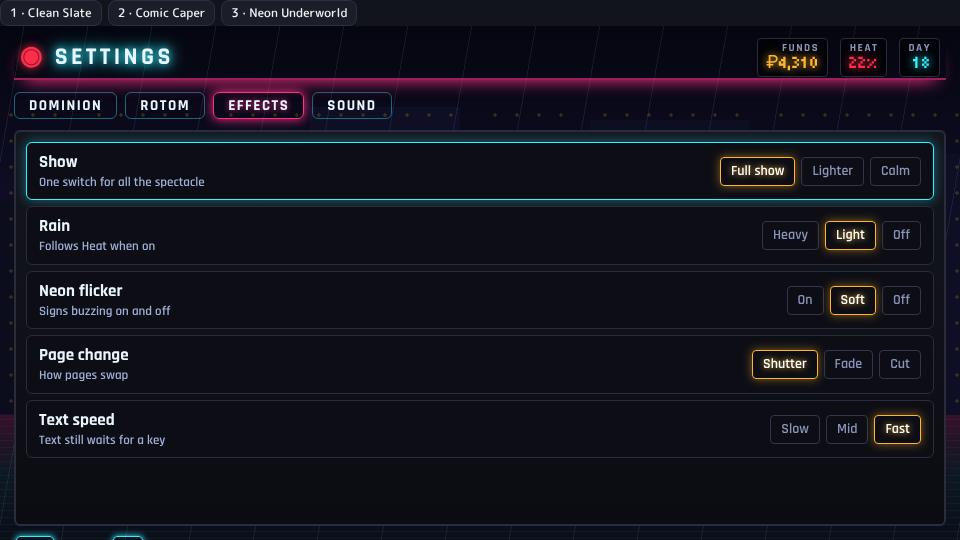 1 · Clean Slate
2 · Comic Caper
3 · Neon Underworld
SETTINGS
FUNDS
₽4,310
HEAT
22%
DAY
18
DOMINION
ROTOM
EFFECTS
SOUND
Show
One switch for all the spectacle
Full show
Lighter
Calm
Rain
Follows Heat when on
Heavy
Light
Off
Neon flicker
Signs buzzing on and off
On
Soft
Off
Page change
How pages swap
Shutter
Fade
Cut
Text speed
Text still waits for a key
Slow
Mid
Fast